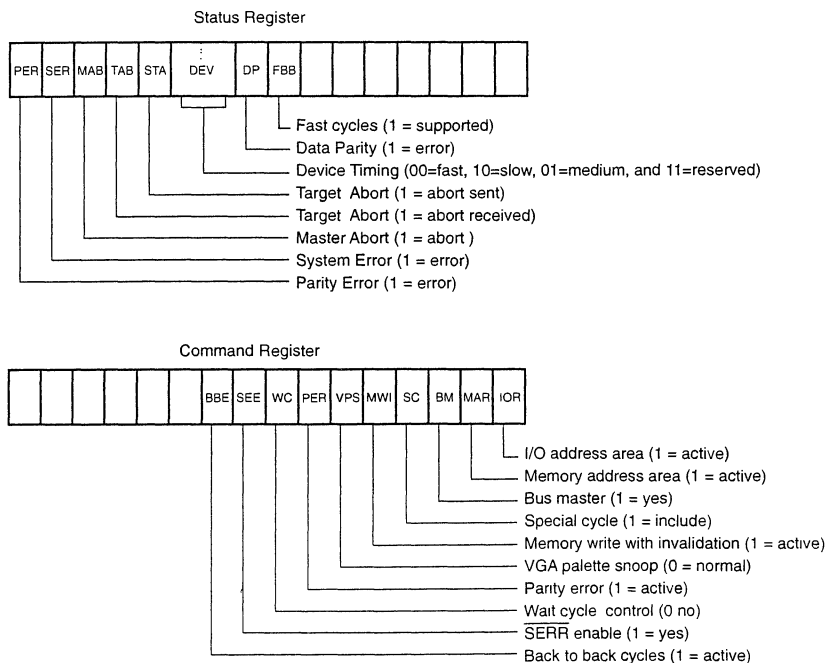 Status Register
PER SER MAB TAB STA DEV DP FBB
Fast cycles (1 = supported)
Data Parity (1 = error)
Device Timing (00=fast, 10=slow, 01=medium, and 11=reserved)
Target Abort (1 = abort sent)
Target Abort (1 = abort received)
Master Abort (1 = abort )
System Error (1 = error)
Parity Error (1 = error)
Command Register
BBE SEE WC PER VPS MWI SC BM MAR IOR
I/O address area (1 = active)
Memory address area (1 = active)
Bus master (1 = yes)
Special cycle (1 = include)
Memory write with invalidation (1 = active)
VGA palette snoop (0 = normal)
Parity error (1 = active)
Wait cycle control (0 no)
S̅E̅R̅R̅ enable (1 = yes)
Back to back cycles (1 = active)